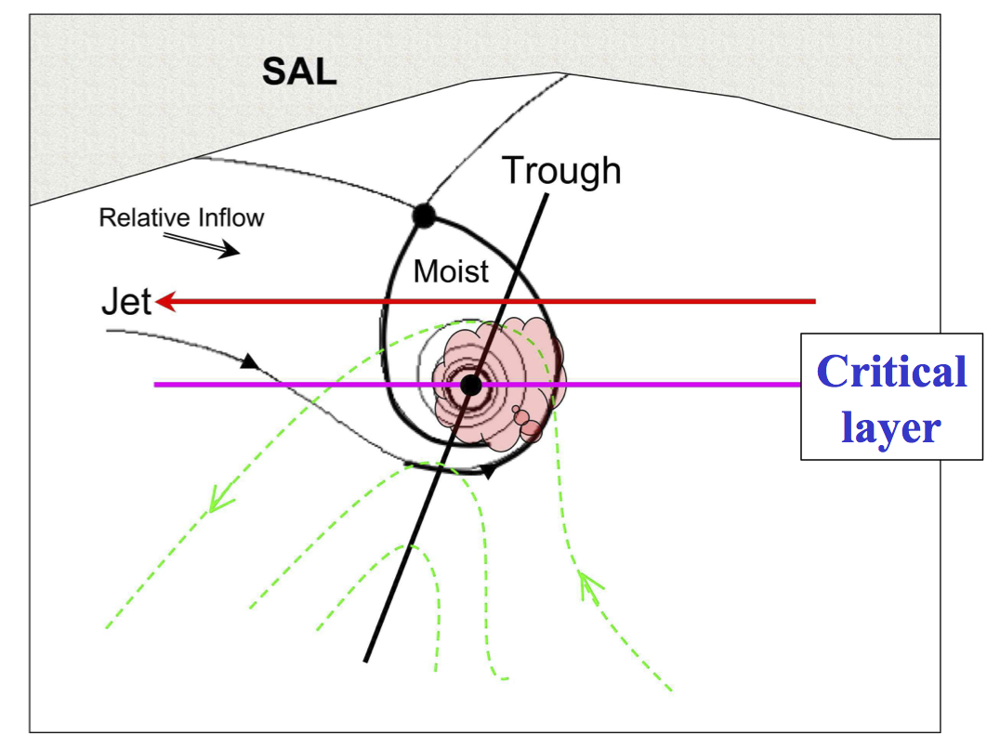 SAL
Trough
Relative Inflow
Moist
Jet
Critical
layer